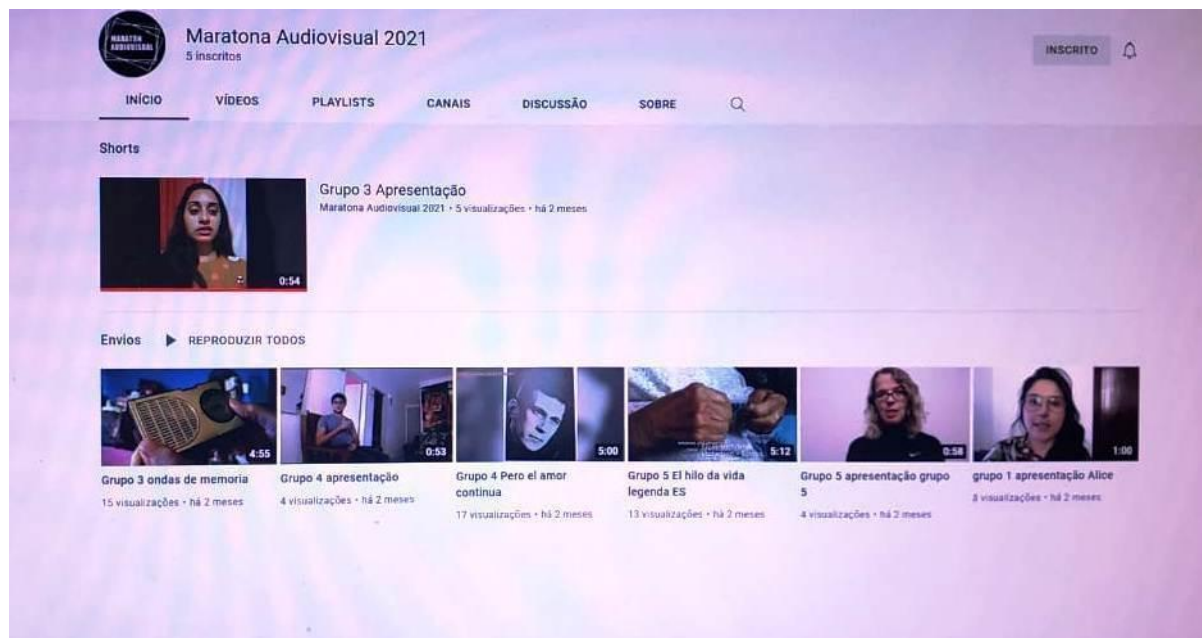 MARATON
AUDIOVISUAL
Maratona Audiovisual 2021
5 inscritos
INSCRITO
INÍCIO
VÍDEOS
PLAYLISTS
CANAIS
DISCUSSÃO
SOBRE
Shorts
Grupo 3 Apresentação
Maratona Audiovisual 2021 • 5 visualizações • há 2 meses
0:54
Envios
REPRODUZIR TODOS
4:55
Grupo 3 ondas de memoria
15 visualizações • há 2 meses
0:53
Grupo 4 apresentação
4 visualizações • há 2 meses
5:00
Grupo 4 Pero el amor
continua
17 visualizações • há 2 meses
5:12
Grupo 5 El hilo da vida
legenda ES
13 visualizações • há 2 meses
0:58
Grupo 5 apresentação grupo
5
4 visualizações • há 2 meses
1:00
grupo 1 apresentação Alice
8 visualizações • há 2 meses